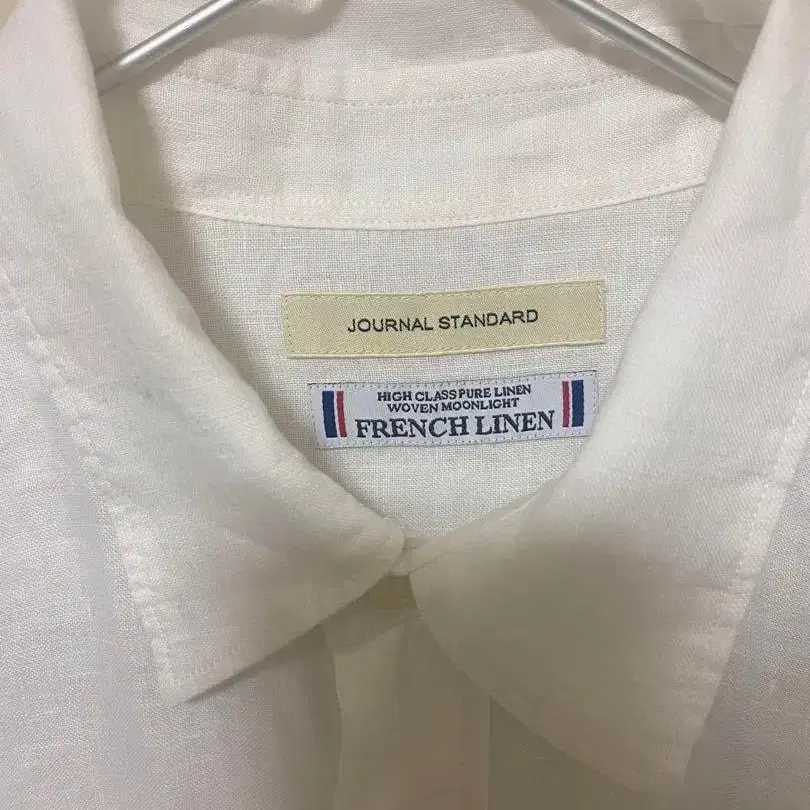 JOURNAL STANDARD
HIGH CLASS PURE LINEN
WOVEN MOONLIGHT
FRENCH LINEN